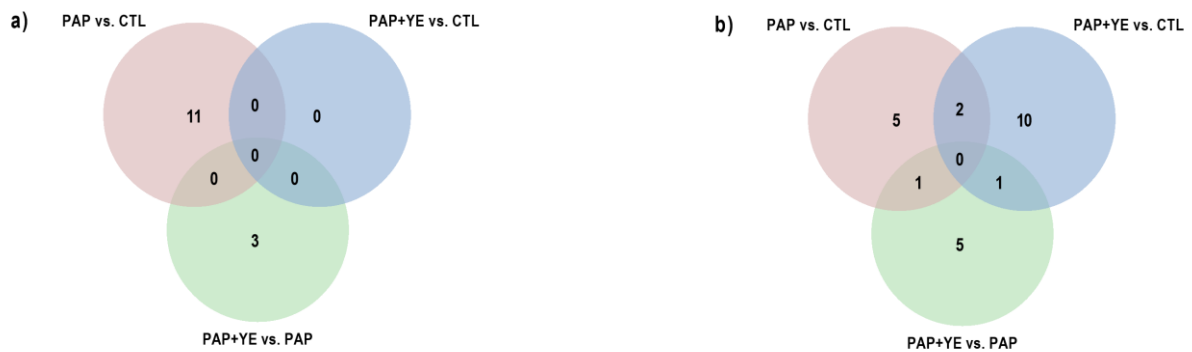 a)
PAP vs. CTL
PAP+YE vs. CTL
0
11
0
0
0
0
3
PAP+YE vs. PAP
b)
PAP vs. CTL
PAP+YE vs. CTL
2
5
10
0
1
1
5
PAP+YE vs. PAP